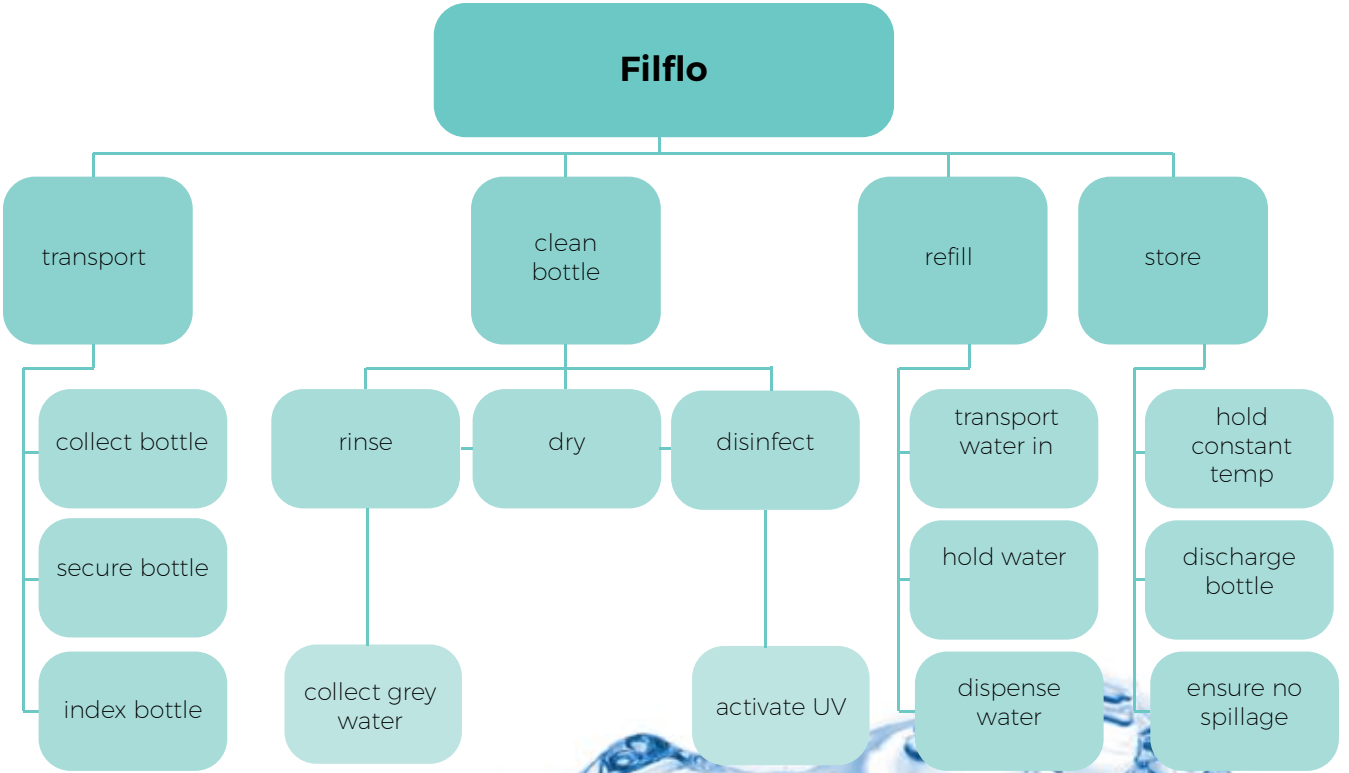 Filflo
transport
clean
bottle
refill
store
collect bottle
secure bottle
index bottle
rinse
dry
disinfect
collect grey
water
activate UV
transport
water in
hold water
dispense
water
hold
constant
temp
discharge
bottle
ensure no
spillage